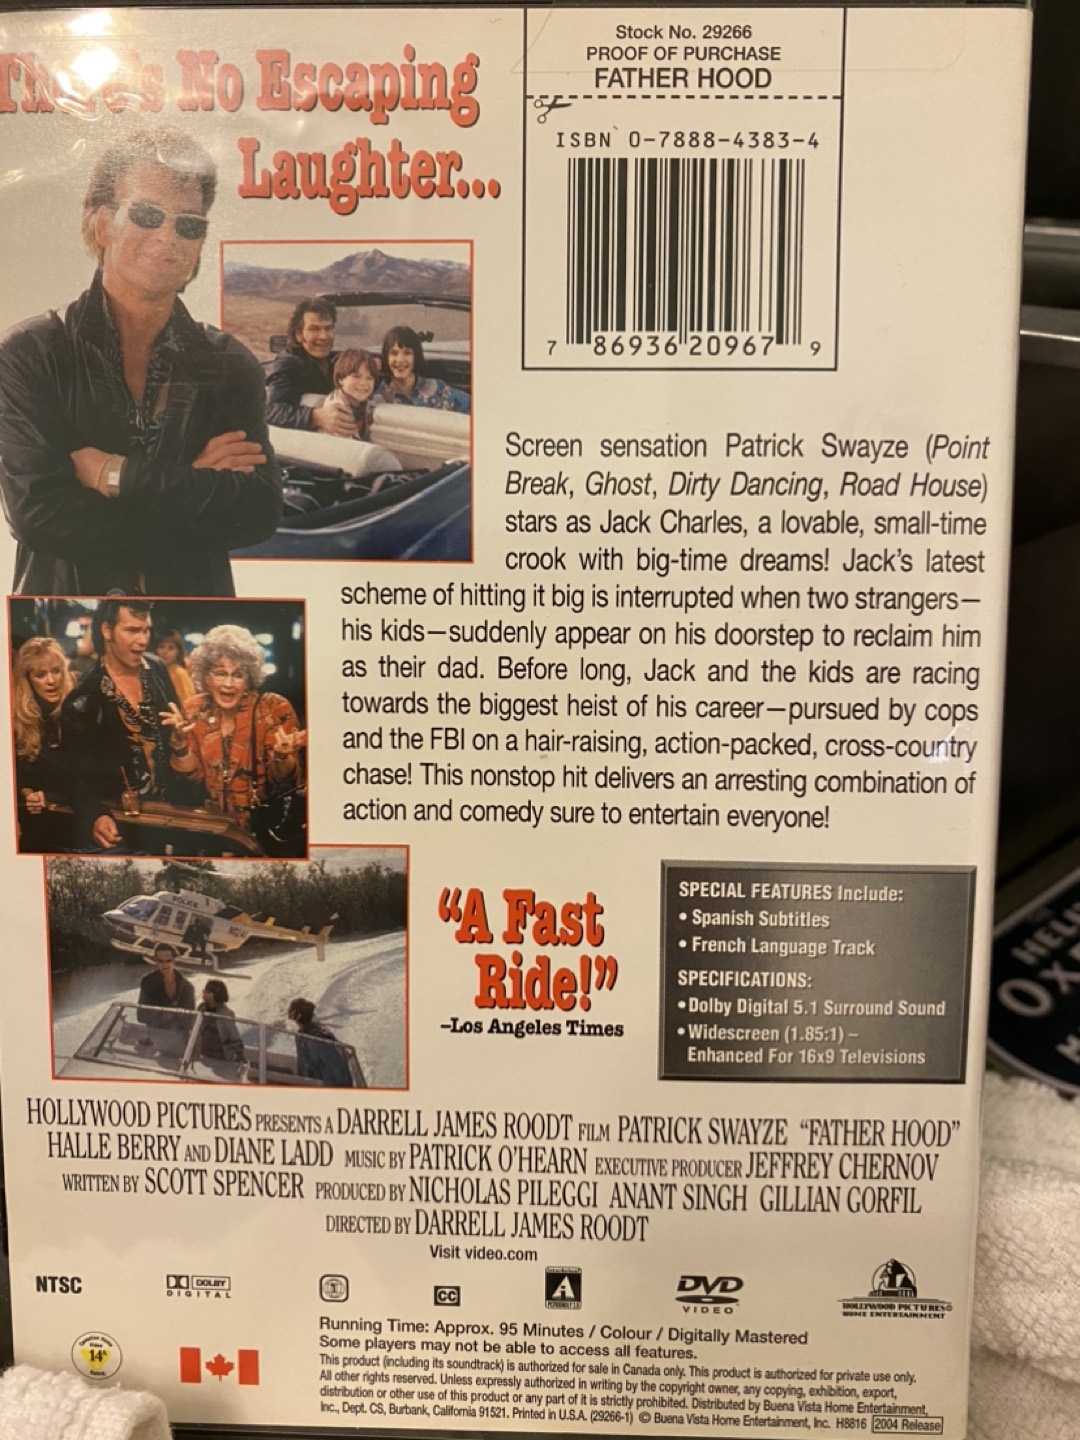 There's No Escaping
Laughter...
Stock No. 29266
PROOF OF PURCHASE
FATHER HOOD
ISBN 0-7888-4383-4
7 86936 20967 9
Screen sensation Patrick Swayze (Point
Break, Ghost, Dirty Dancing, Road House)
stars as Jack Charles, a lovable, small-time
crook with big-time dreams! Jack's latest
scheme of hitting it big is interrupted when two strangers—
his kids—suddenly appear on his doorstep to reclaim him
as their dad. Before long, Jack and the kids are racing
towards the biggest heist of his career—pursued by cops
and the FBI on a hair-raising, action-packed, cross-country
chase! This nonstop hit delivers an arresting combination of
action and comedy sure to entertain everyone!
POLICE
"A Fast
Ride!"
–Los Angeles Times
SPECIAL FEATURES Include:
• Spanish Subtitles
• French Language Track
SPECIFICATIONS:
• Dolby Digital 5.1 Surround Sound
• Widescreen (1.85:1) –
Enhanced For 16x9 Televisions
HOLLYWOOD PICTURES PRESENTS A DARRELL JAMES ROODT FILM PATRICK SWAYZE "FATHER HOOD"
HALLE BERRY AND DIANE LADD MUSIC BY PATRICK O'HEARN EXECUTIVE PRODUCER JEFFREY CHERNOV
WRITTEN BY SCOTT SPENCER PRODUCED BY NICHOLAS PILEGGI ANANT SINGH GILLIAN GORFIL
DIRECTED BY DARRELL JAMES ROODT
Visit video.com
NTSC
DOLBY
DIGITAL
1
CC
A
DVD
VIDEO
HOLLYWOOD PICTURES
HOME ENTERTAINMENT
14A
Running Time: Approx. 95 Minutes / Colour / Digitally Mastered
Some players may not be able to access all features.
This product (including its soundtrack) is authorized for sale in Canada only. This product is authorized for private use only.
All other rights reserved. Unless expressly authorized in writing by the copyright owner, any copying, exhibition, export,
distribution or other use of this product or any part of it is strictly prohibited. Distributed by Buena Vista Home Entertainment,
Inc., Dept. CS, Burbank, California 91521. Printed in U.S.A. (29266-1) © Buena Vista Home Entertainment, Inc. H8816 2004 Release